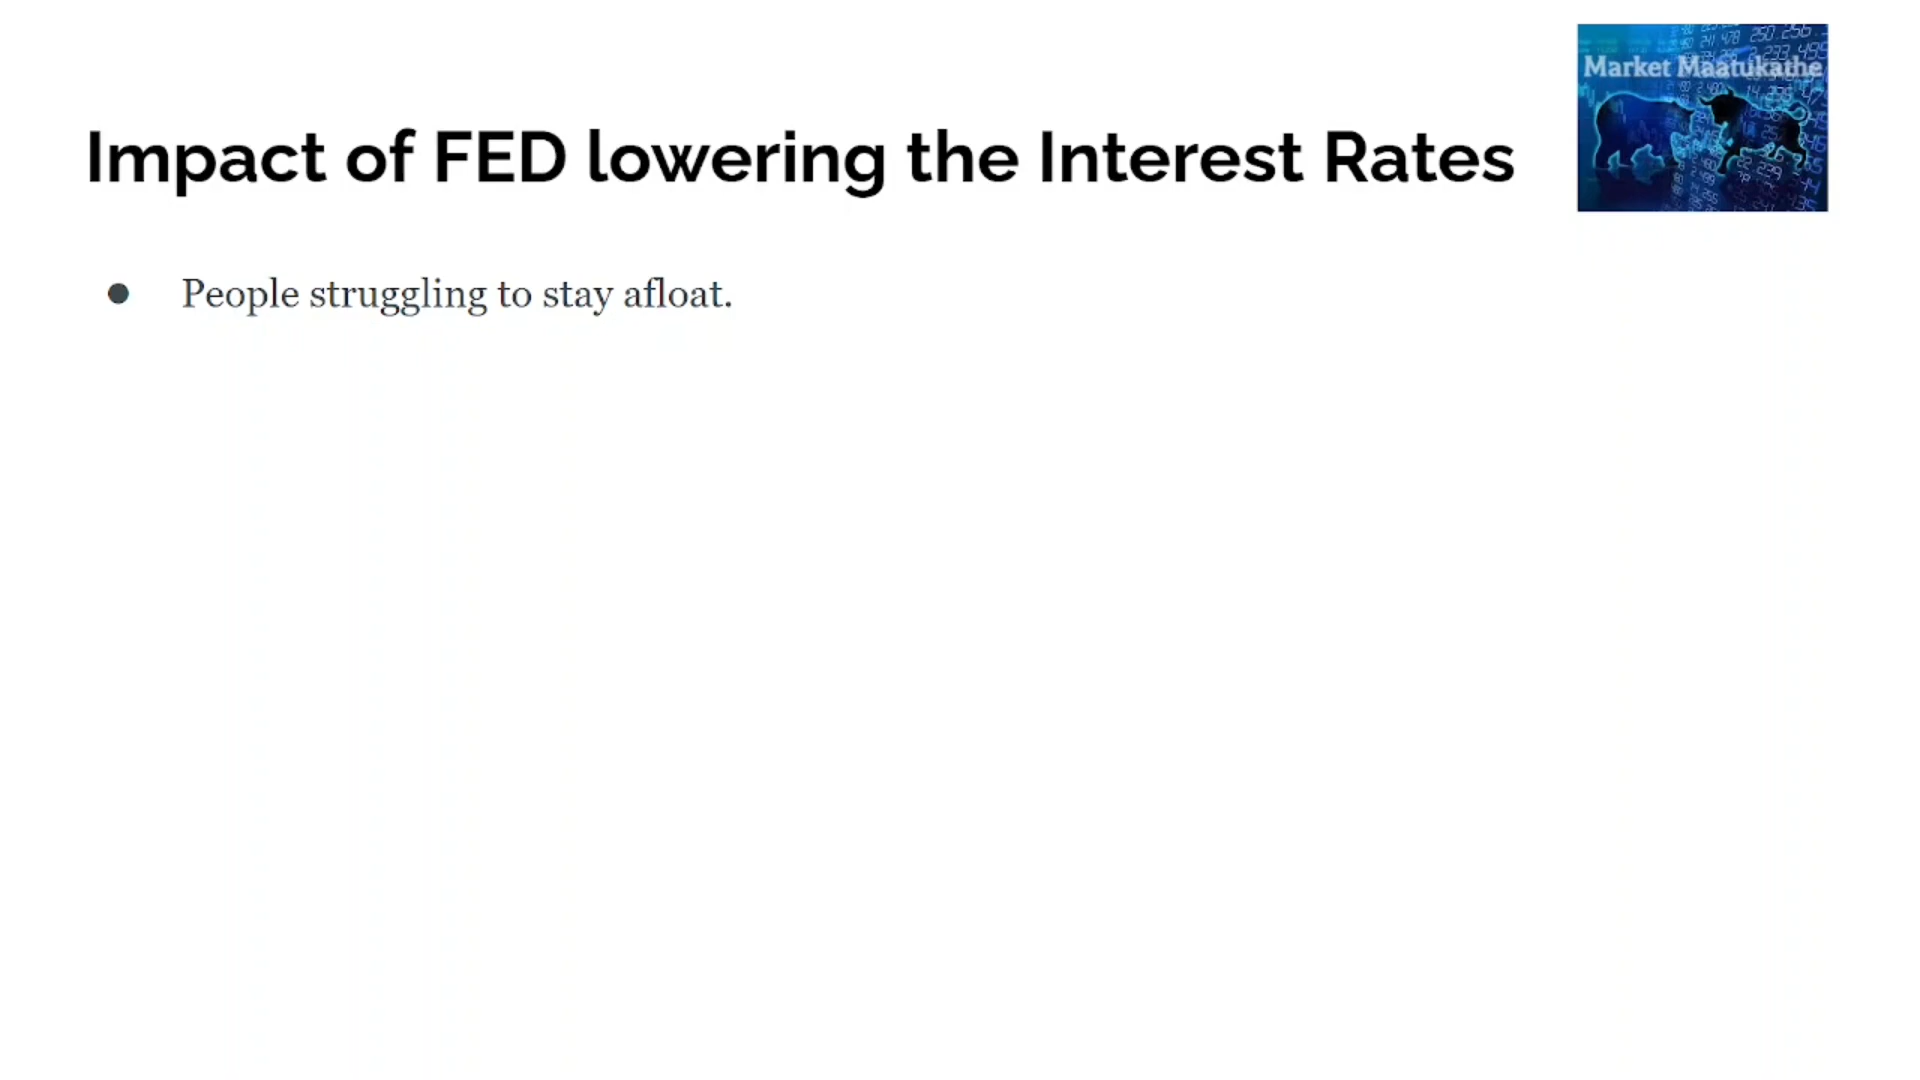 Market Maatukathe
Impact of FED lowering the Interest Rates
● People struggling to stay afloat.